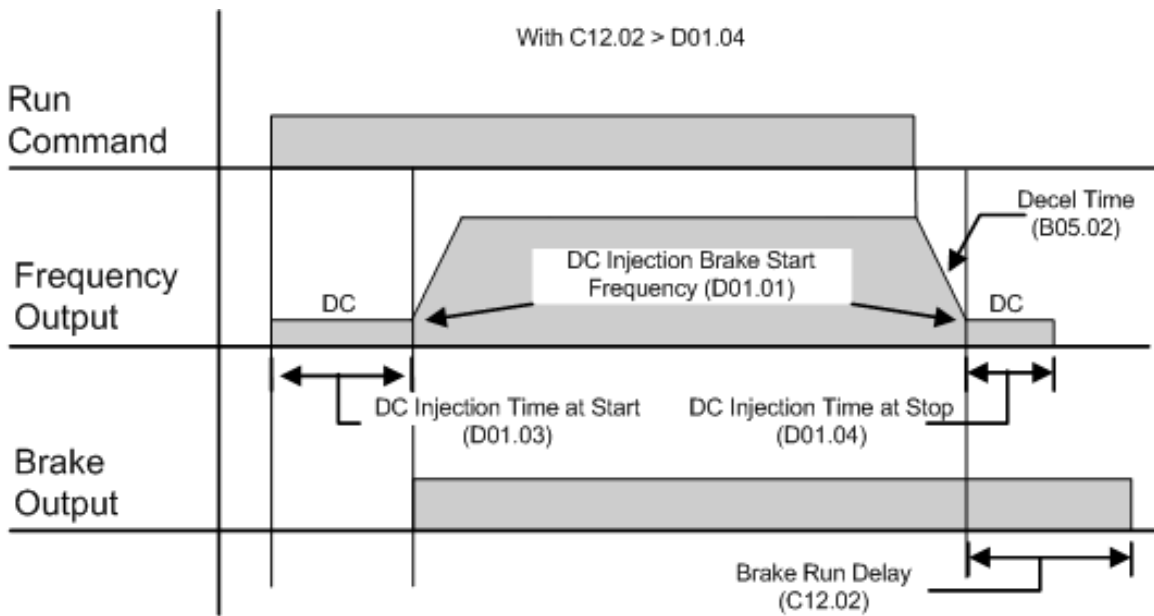 With C12.02 > D01.04
Run
Command
Decel Time
(B05.02)
DC Injection Brake Start
Frequency (D01.01)
Frequency
Output
DC
DC
DC Injection Time at Start
(D01.03)
DC Injection Time at Stop
(D01.04)
Brake
Output
Brake Run Delay
(C12.02)